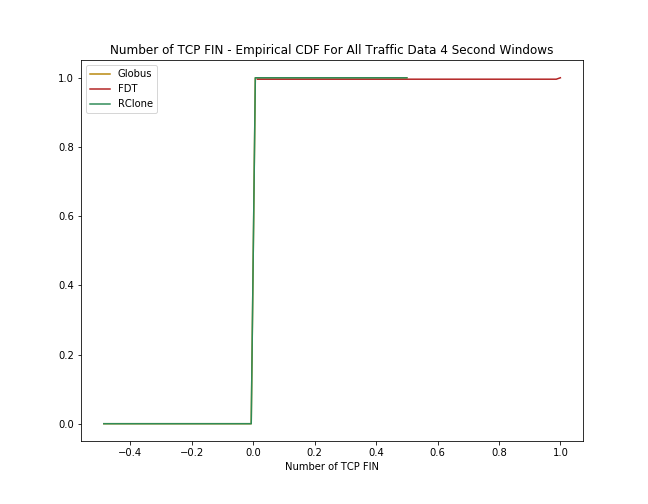 Number of TCP FIN - Empirical CDF For All Traffic Data 4 Second Windows
Globus
FDT
RClone
1.0
0.8
0.6
0.4
0.2
0.0
−0.4 −0.2 0.0 0.2 0.4 0.6 0.8 1.0
Number of TCP FIN